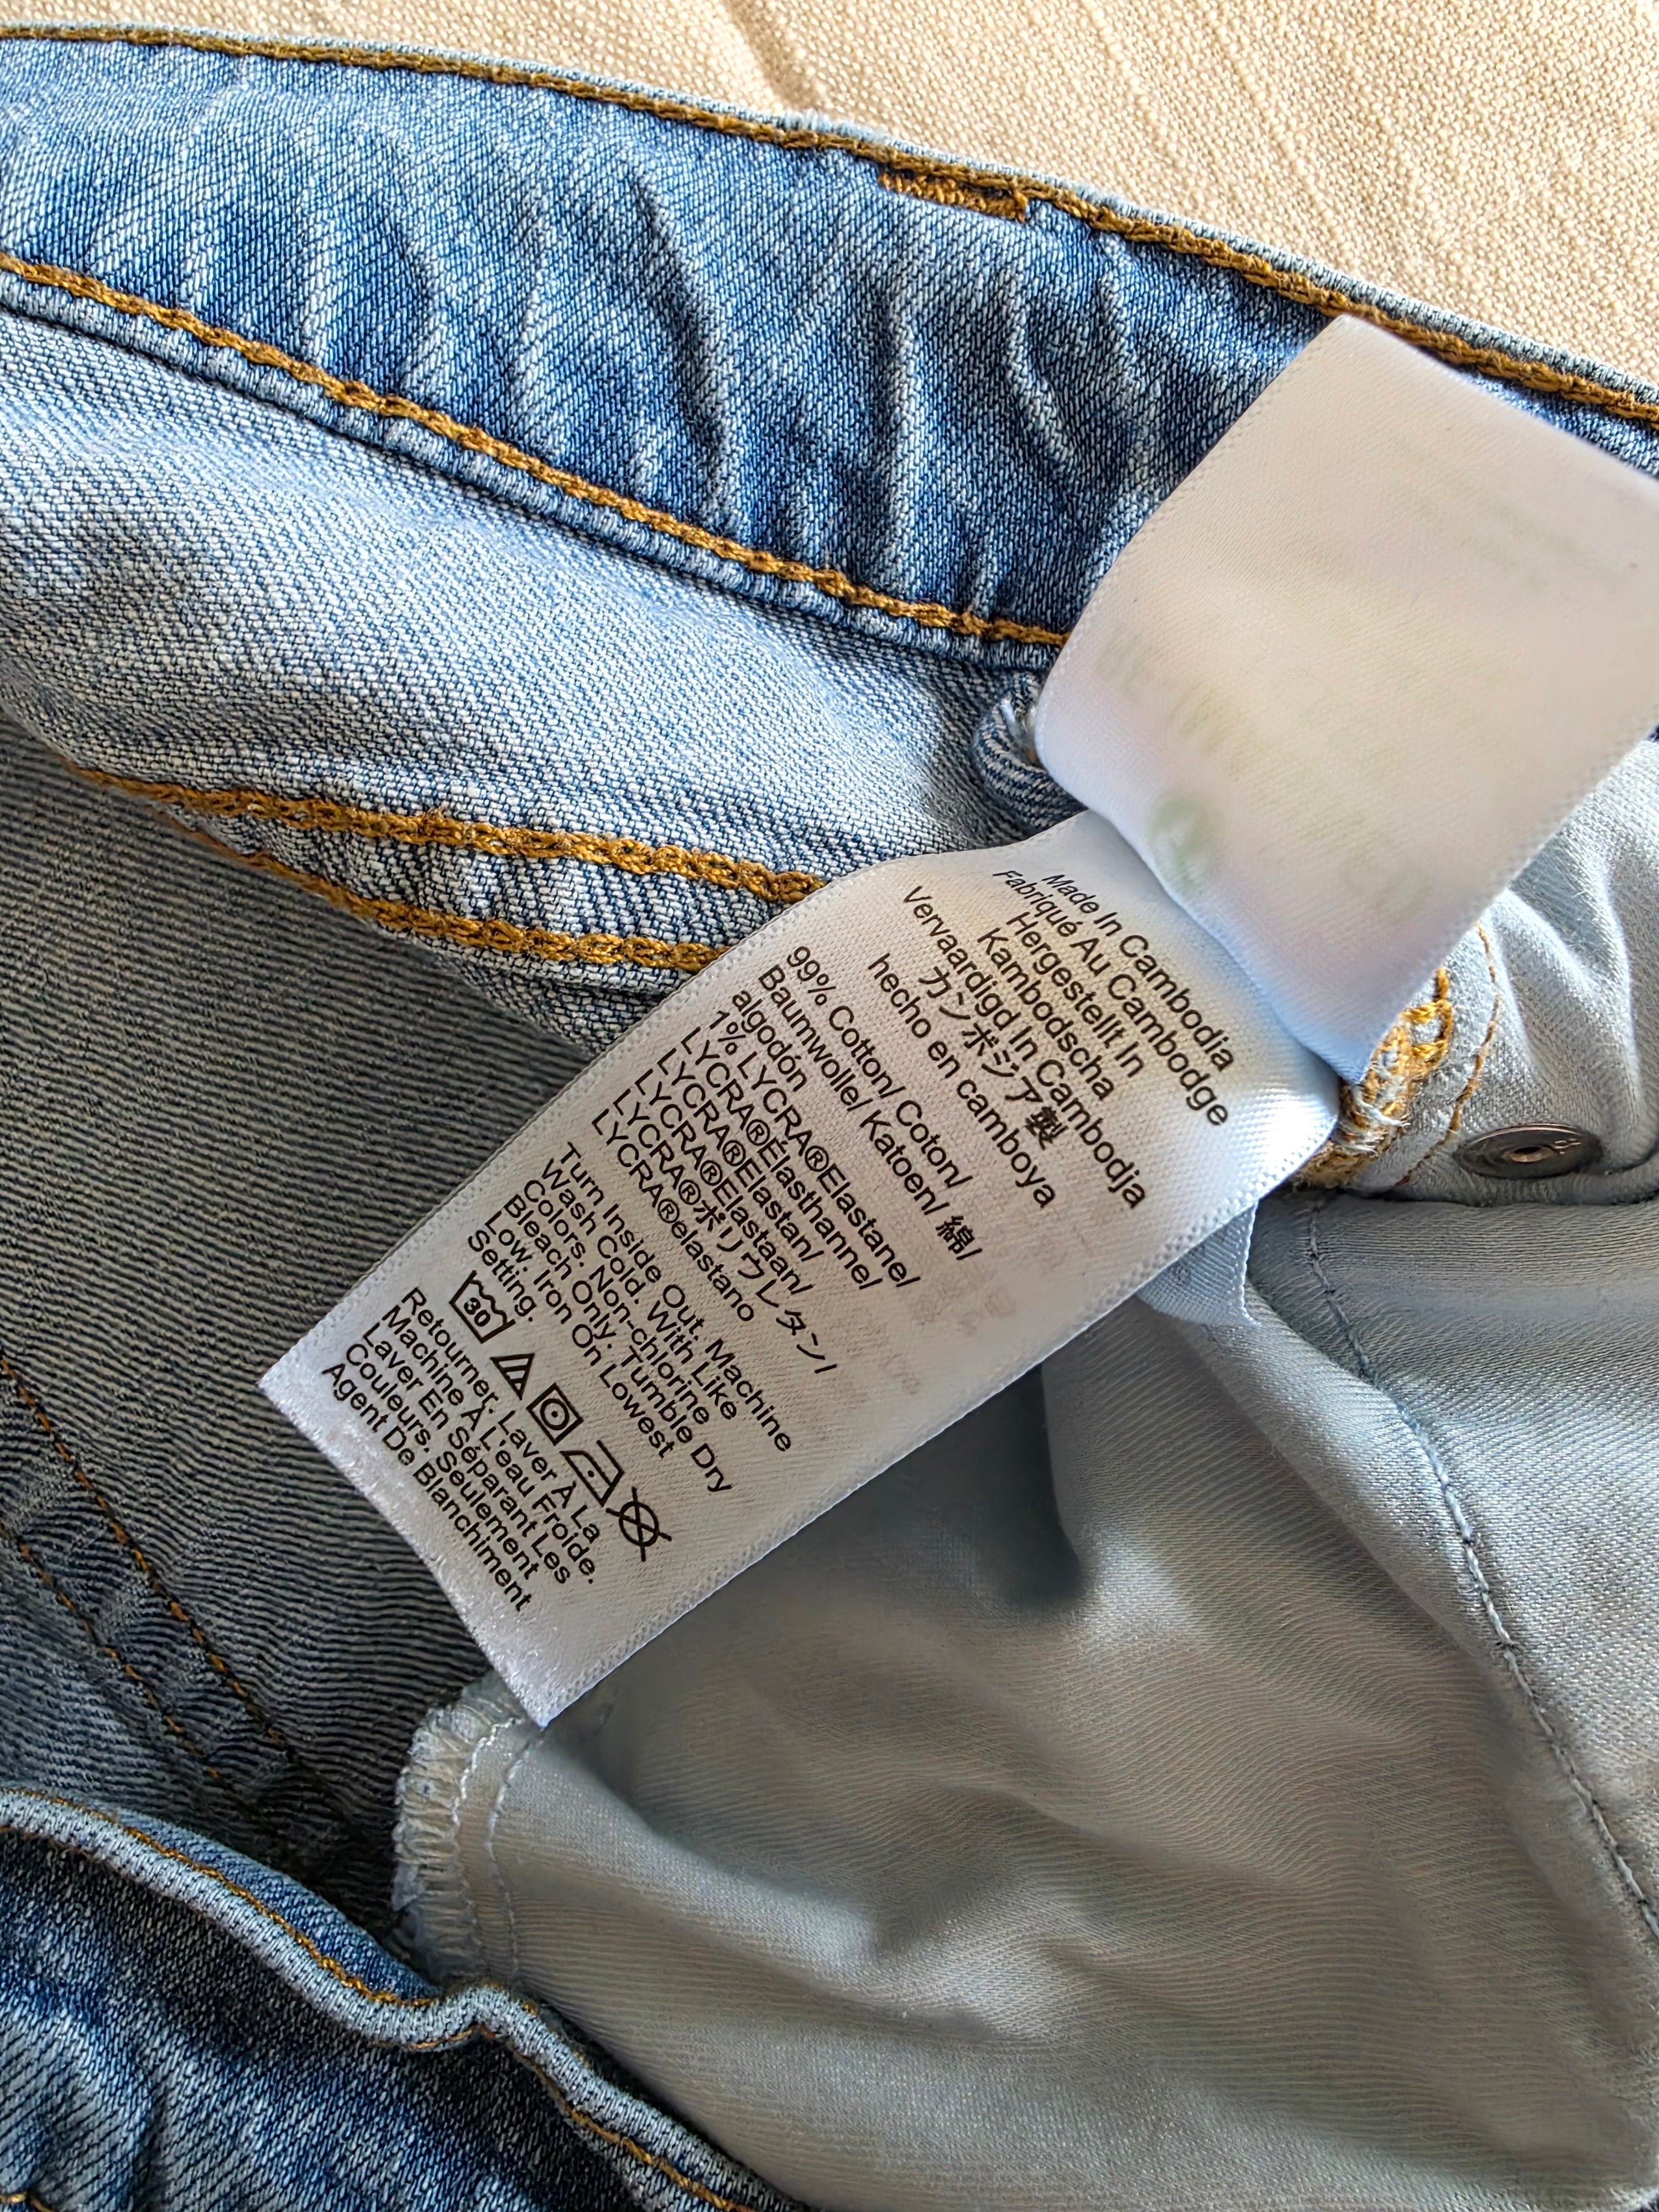 Made In Cambodia
Fabriqué Au Cambodge
Hergestellt In
Kambodscha
Vervaardigd In Cambodja
カンボジア製
hecho en camboya
99% Cotton/ Coton/
Baumwolle/ Katoen/ 綿/
algodón
1% LYCRA®Elastane/
LYCRA®Élasthanne/
LYCRA®Elastan/
LYCRA®Elastaan/
LYCRA®ポリウレタン/
LYCRA®elastano
Turn Inside Out. Machine
Wash Cold. With Like
Colors. Non-chlorine
Bleach Only. Tumble Dry
Low. Iron On Lowest
Setting.
30
Retourner. Laver À La
Machine À L'eau Froide.
Laver En Séparant Les
Couleurs. Seulement
Agent De Blanchiment